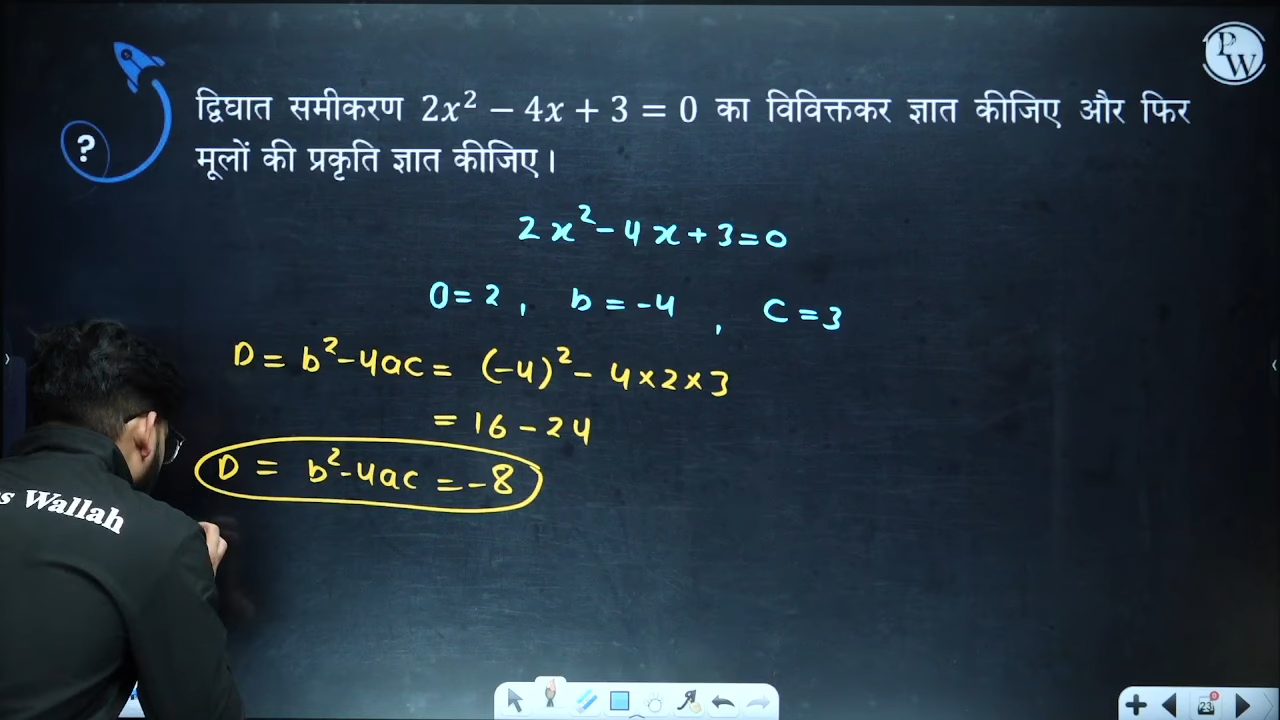 PW
?
द्विघात समीकरण 2x² − 4x + 3 = 0 का विविक्तकर ज्ञात कीजिए और फिर
मूलों की प्रकृति ज्ञात कीजिए।
2x² - 4x + 3 = 0
a = 2 , b = -4 , c = 3
D = b² - 4ac = (-4)² - 4 × 2 × 3
= 16 - 24
D = b² - 4ac = -8
s Wallah
23